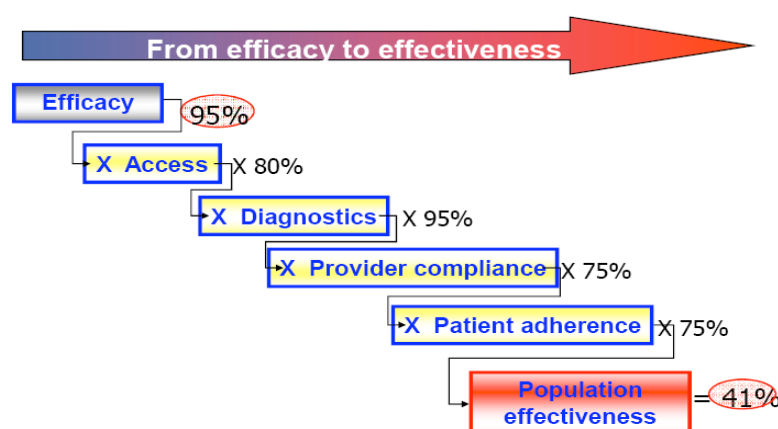 From efficacy to effectiveness
Efficacy
95%
X Access
X 80%
X Diagnostics
X 95%
X Provider compliance
X 75%
X Patient adherence
X 75%
Population
effectiveness
= 41%